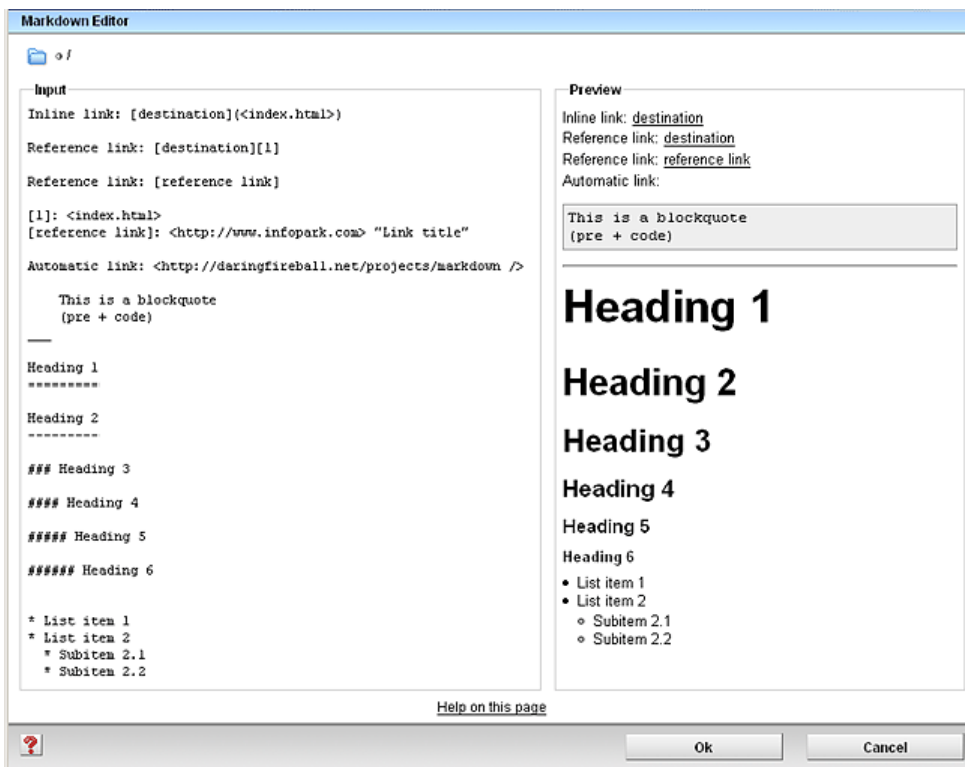 Markdown Editor
/
Input
Inline link: [destination](<index.html>)
Reference link: [destination][1]
Reference link: [reference link]
[1]: <index.html>
[reference link]: <http://www.infopark.com> "Link title"
Automatic link: <http://daringfireball.net/projects/markdown />
This is a blockquote
(pre + code)
___
Heading 1
=========
Heading 2
---------
### Heading 3
#### Heading 4
##### Heading 5
###### Heading 6
* List item 1
* List item 2
* Subitem 2.1
* Subitem 2.2
Preview
Inline link: destination
Reference link: destination
Reference link: reference link
Automatic link:
This is a blockquote
(pre + code)
Heading 1
Heading 2
Heading 3
Heading 4
Heading 5
Heading 6
• List item 1
• List item 2
◦ Subitem 2.1
◦ Subitem 2.2
Help on this page
?
Ok
Cancel